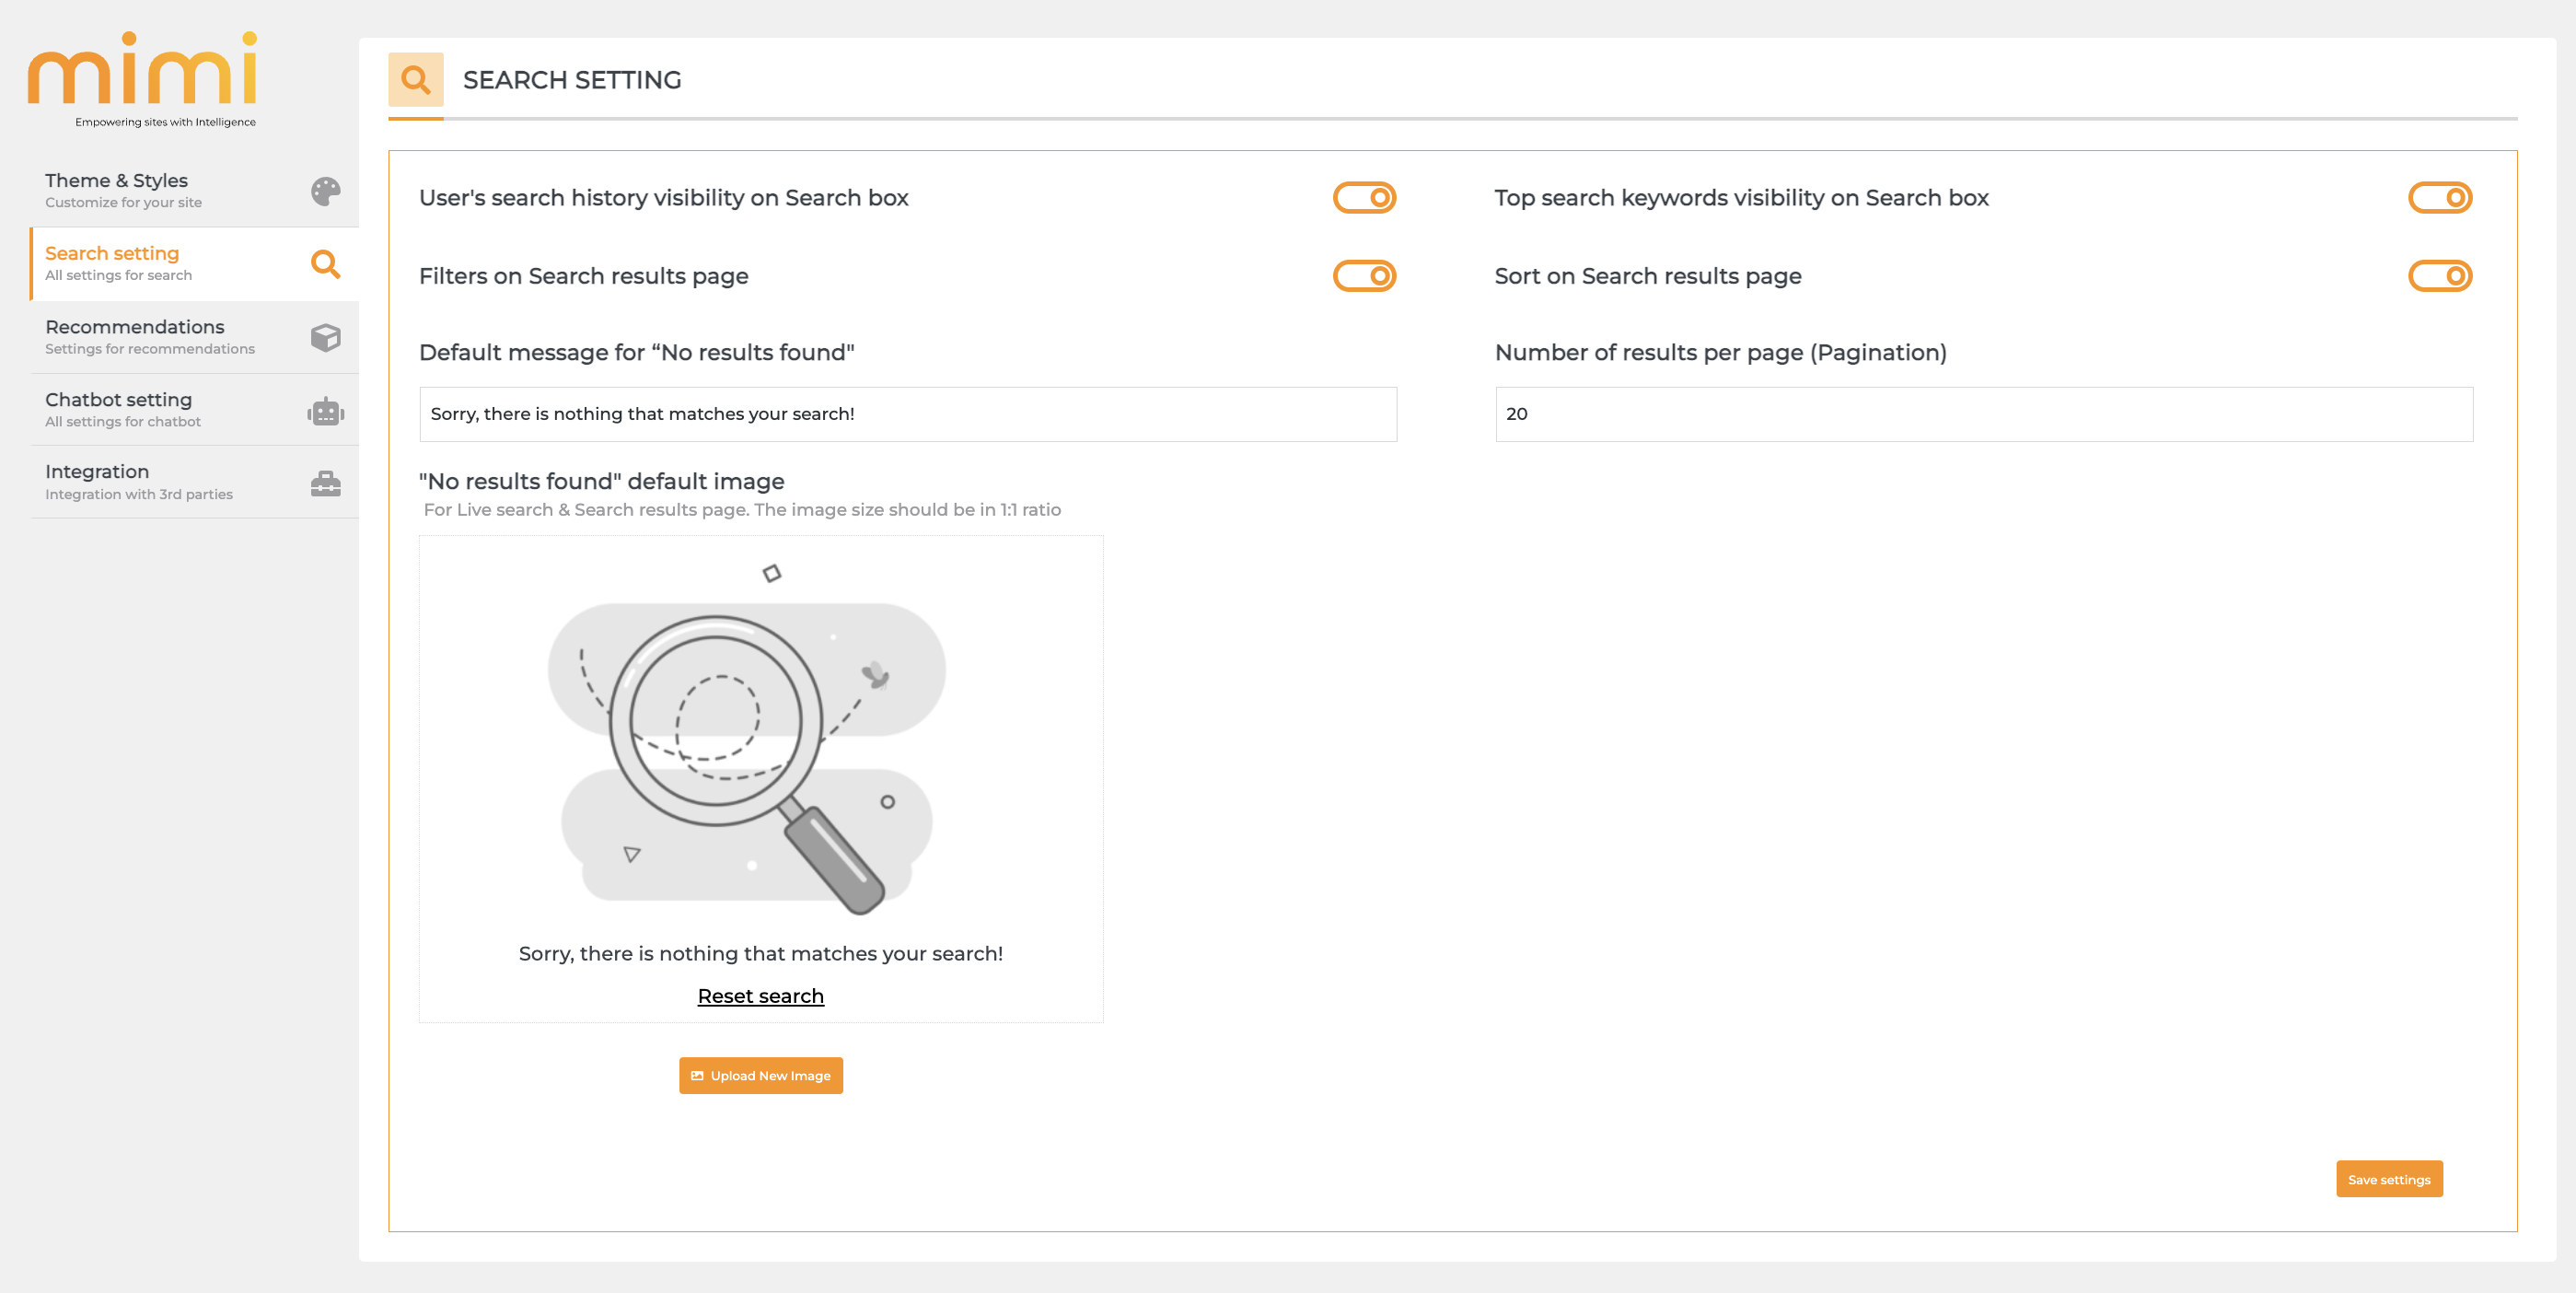 mimi
Empowering sites with Intelligence
Theme & Styles
Customize for your site
Search setting
All settings for search
Recommendations
Settings for recommendations
Chatbot setting
All settings for chatbot
Integration
Integration with 3rd parties
SEARCH SETTING
User's search history visibility on Search box
Top search keywords visibility on Search box
Filters on Search results page
Sort on Search results page
Default message for “No results found"
Number of results per page (Pagination)
Sorry, there is nothing that matches your search!
20
"No results found" default image
For Live search & Search results page. The image size should be in 1:1 ratio
Sorry, there is nothing that matches your search!
Reset search
Upload New Image
Save settings